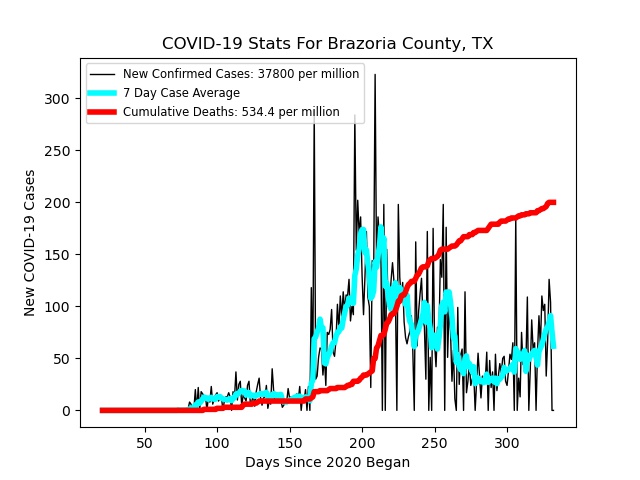 COVID-19 Stats For Brazoria County, TX
New Confirmed Cases: 37800 per million
7 Day Case Average
Cumulative Deaths: 534.4 per million
300
250
200
150
100
50
0
New COVID-19 Cases
50 100 150 200 250 300
Days Since 2020 Began